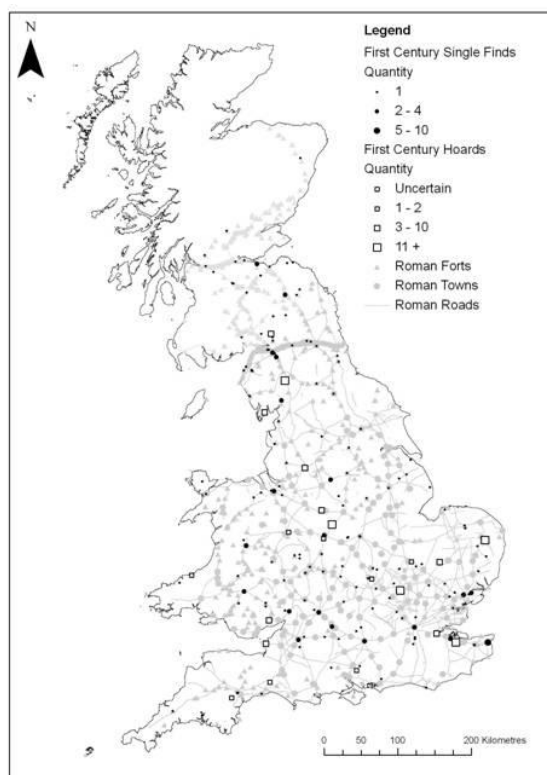 N
Legend
First Century Single Finds
Quantity
1
2 - 4
5 - 10
First Century Hoards
Quantity
Uncertain
1 - 2
3 - 10
11 +
Roman Forts
Roman Towns
Roman Roads
0 50 100 200 Kilometres